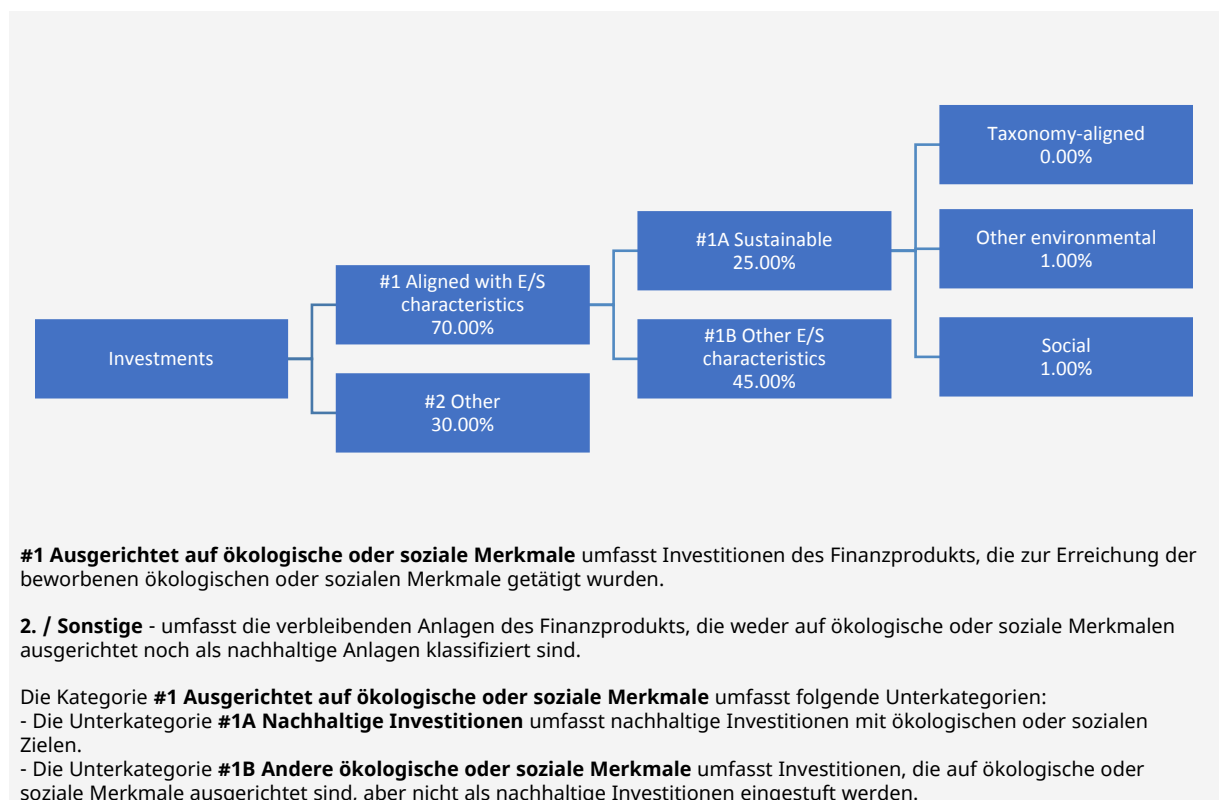 Taxonomy-aligned
0.00%
#1A Sustainable
25.00%
Other environmental
1.00%
#1 Aligned with E/S
characteristics
70.00%
Investments
#1B Other E/S
characteristics
45.00%
Social
1.00%
#2 Other
30.00%
#1 Ausgerichtet auf ökologische oder soziale Merkmale umfasst Investitionen des Finanzprodukts, die zur Erreichung der
beworbenen ökologischen oder sozialen Merkmale getätigt wurden.
2. / Sonstige - umfasst die verbleibenden Anlagen des Finanzprodukts, die weder auf ökologische oder soziale Merkmalen
ausgerichtet noch als nachhaltige Anlagen klassifiziert sind.
Die Kategorie #1 Ausgerichtet auf ökologische oder soziale Merkmale umfasst folgende Unterkategorien:
- Die Unterkategorie #1A Nachhaltige Investitionen umfasst nachhaltige Investitionen mit ökologischen oder sozialen
Zielen.
- Die Unterkategorie #1B Andere ökologische oder soziale Merkmale umfasst Investitionen, die auf ökologische oder
soziale Merkmale ausgerichtet sind, aber nicht als nachhaltige Investitionen eingestuft werden.